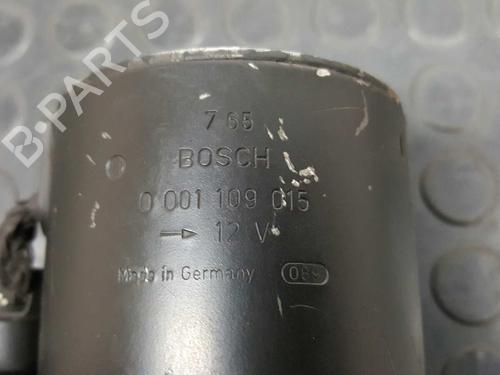 B-PARTS
7 65
BOSCH
0 001 109 015
→ 12 V
Made in Germany